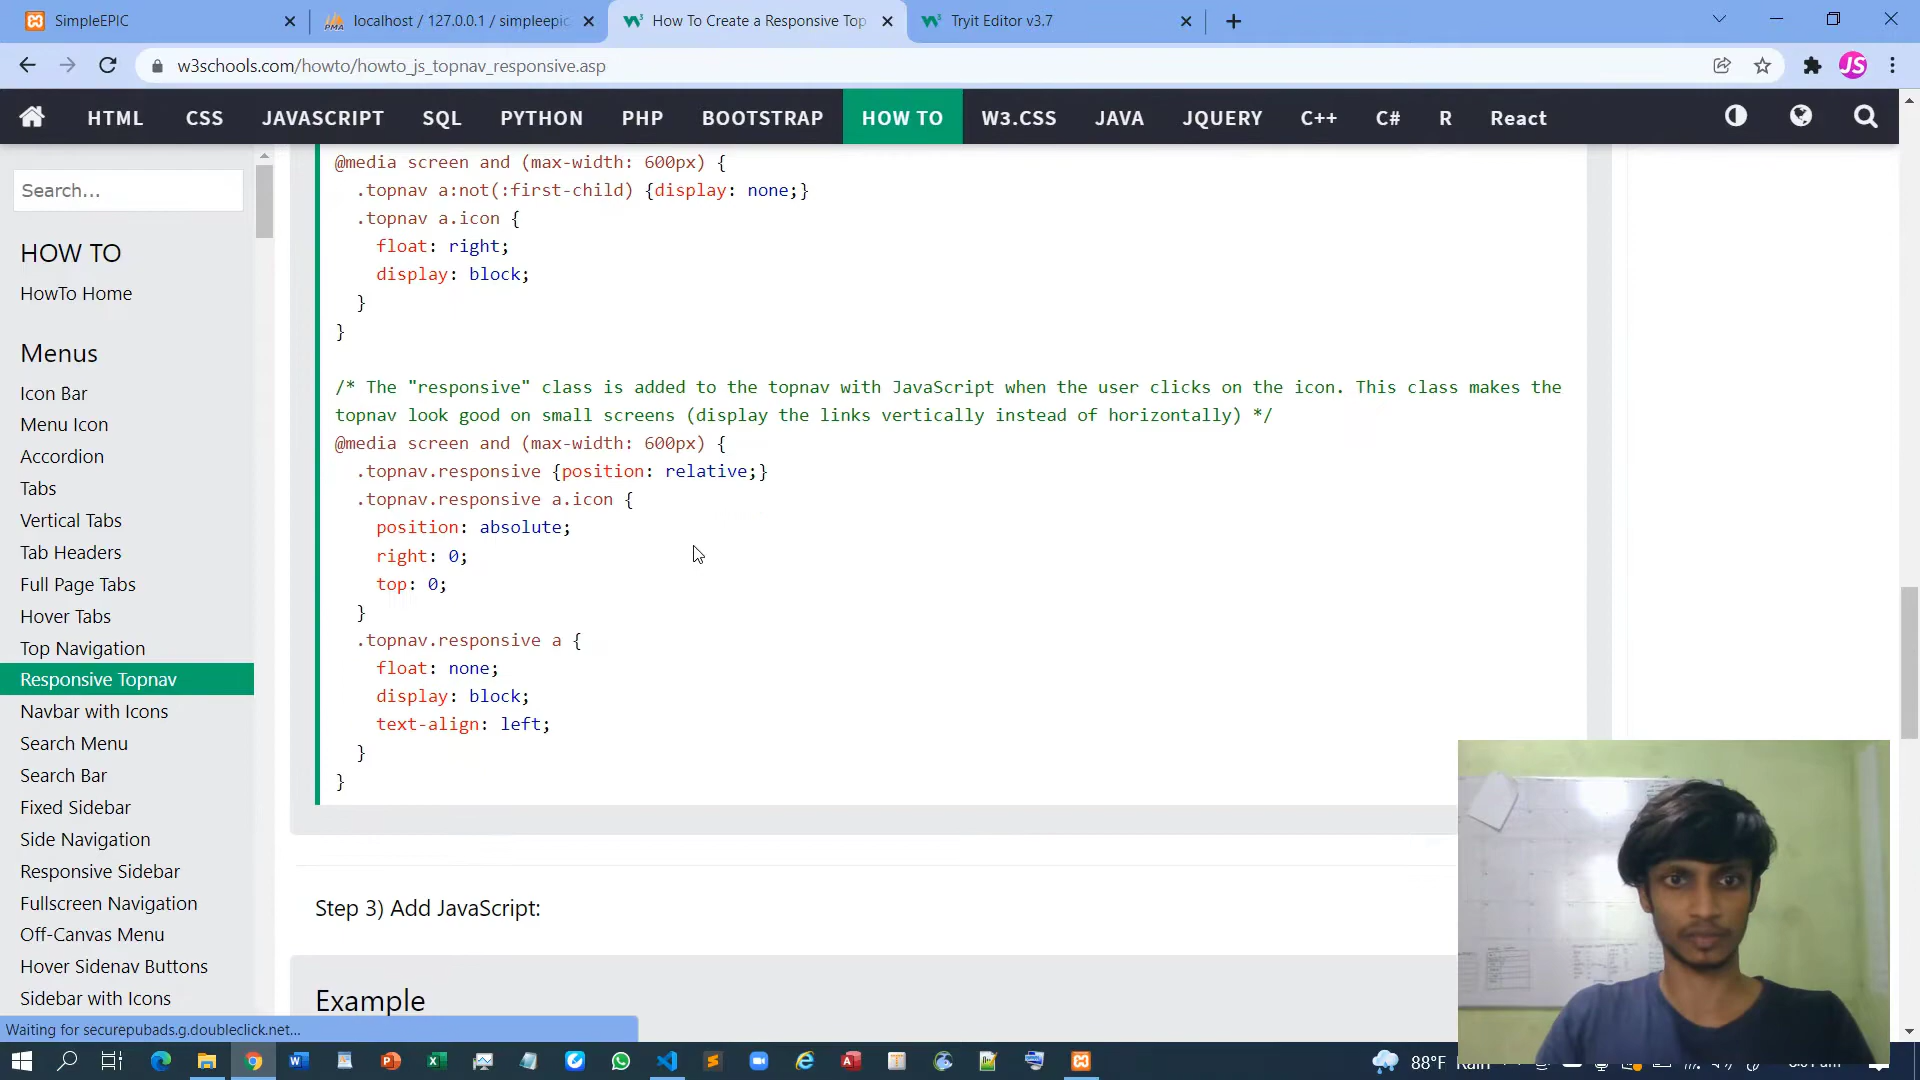 SimpleEPIC
localhost / 127.0.0.1 / simpleepic
How To Create a Responsive Top
Tryit Editor v3.7
w3schools.com/howto/howto_js_topnav_responsive.asp
JS
HTML CSS JAVASCRIPT SQL PYTHON PHP BOOTSTRAP HOW TO W3.CSS JAVA JQUERY C++ C# R React
Search...
HOW TO
HowTo Home
Menus
Icon Bar
Menu Icon
Accordion
Tabs
Vertical Tabs
Tab Headers
Full Page Tabs
Hover Tabs
Top Navigation
Responsive Topnav
Navbar with Icons
Search Menu
Search Bar
Fixed Sidebar
Side Navigation
Responsive Sidebar
Fullscreen Navigation
Off-Canvas Menu
Hover Sidenav Buttons
Sidebar with Icons
@media screen and (max-width: 600px) {
.topnav a:not(:first-child) {display: none;}
.topnav a.icon {
float: right;
display: block;
}
}
/* The "responsive" class is added to the topnav with JavaScript when the user clicks on the icon. This class makes the
topnav look good on small screens (display the links vertically instead of horizontally) */
@media screen and (max-width: 600px) {
.topnav.responsive {position: relative;}
.topnav.responsive a.icon {
position: absolute;
right: 0;
top: 0;
}
.topnav.responsive a {
float: none;
display: block;
text-align: left;
}
}
Step 3) Add JavaScript:
Example
Waiting for securepubads.g.doubleclick.net...
88°F Rain